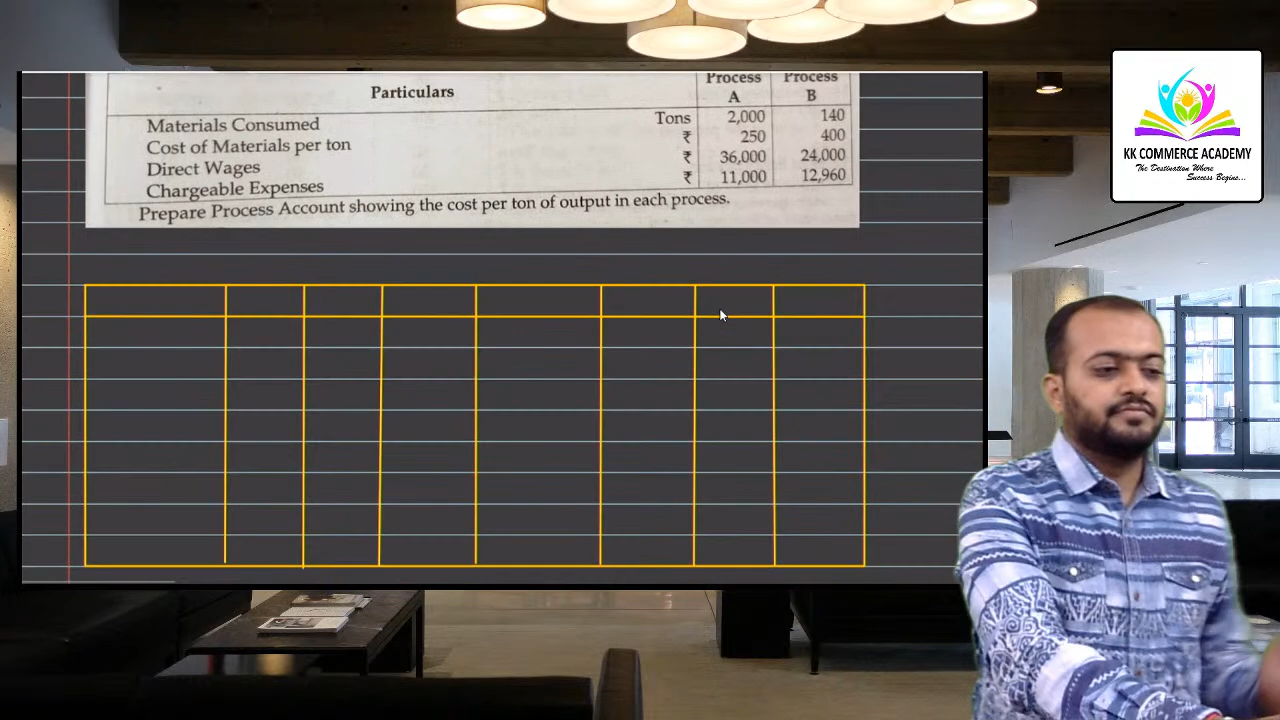 Particulars Process A Process B
Materials Consumed Tons 2,000 140
Cost of Materials per ton ₹ 250 400
Direct Wages ₹ 36,000 24,000
Chargeable Expenses ₹ 11,000 12,960
Prepare Process Account showing the cost per ton of output in each process.
KK COMMERCE ACADEMY
The Destination Where
Success Begins...